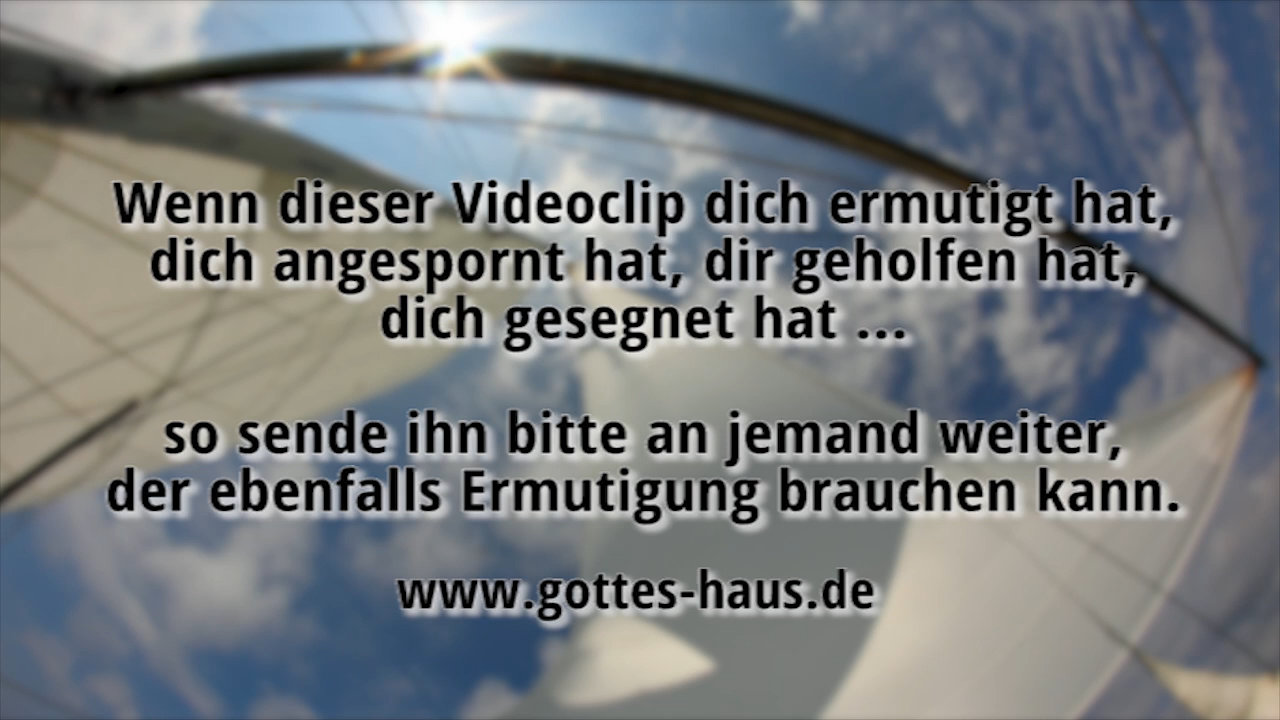 Wenn dieser Videoclip dich ermutigt hat,
dich angespornt hat, dir geholfen hat,
dich gesegnet hat ...
so sende ihn bitte an jemand weiter,
der ebenfalls Ermutigung brauchen kann.
www.gottes-haus.de